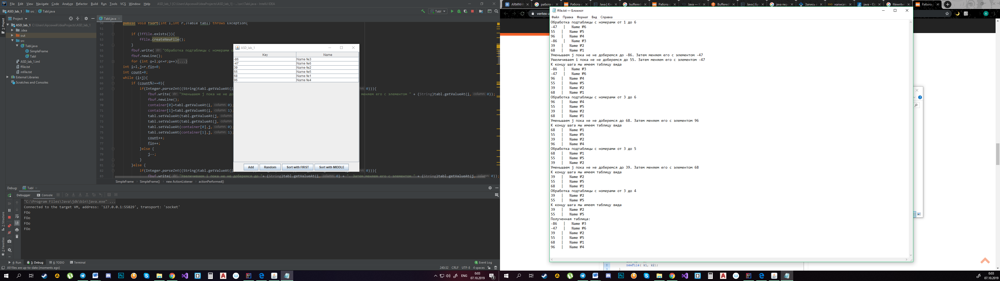 File Edit View Navigate Code Analyze Refactor Build Run Tools VCS Window Help ASD_lab_1 [C:\Users\Арсений\IdeaProjects\ASD_lab_1] - ...\src\Tabl.java - IntelliJ IDEA
ASD_lab_1 src Tabl.java
Tabl
Project
Tabl.java
1: Project
ASD_lab_1 C:\Users\Арсений\IdeaProjects\ASD_lab_1
.idea
out
src
Tabl.java
SimpleFrame
Tabl
ASD_lab_1.iml
ffile.txt
mfile.txt
External Libraries
Scratches and Consoles
50 public void fsort(int l,int r,JTable tabl) throws Exception{
51
52 if (!ffile.exists()){
53 ffile.createNewFile();
54 }
55 fbuf.write( str: "Обработка подтаблицы с номерами о
56 fbuf.newLine();
57 for (int o=l;o<=r;o++){...}
63 int i=l,j=r,fin=0;
64 int count=0;
65 while (i<j){
66 if (count%2==0){
67 if(Integer.parseInt((String)tabl.getValueAt(i 0))){
68 fbuf.write( str: "Уменьшаем j пока не не до меняем его с элементом " + (String)tabl.getValueAt(i, column: 0));
69 fbuf.newLine();
70 container[0]=tabl.getValueAt(i, column: 0);
71 container[1]=tabl.getValueAt(i, column: 1);
72 tabl.setValueAt(tabl.getValueAt(j, column:
73 tabl.setValueAt(tabl.getValueAt(j, column:
74 tabl.setValueAt(container[0],j, column: 0);
75 tabl.setValueAt(container[1],j, column: 1);
76 count++;
77 fin++;
78 }else {
79 j--;
80 }
81 }else {
82 if(Integer.parseInt((String)tabl.getValueAt(i 0))){
83 fbuf.write( str: "Увеличиваем i пока не не доберемся до "+ (String)tabl.getValueAt(i, column: 0) + ". Затем меняем его с элементом " + (String)tabl.getValueAt(j, column: 0));
SimpleFrame SimpleFrame() new ActionListener actionPerformed()
ASD_lab_1
Key Name
-86 Name №3
-47 Name №6
39 Name №2
55 Name №5
68 Name №1
96 Name №4
Add Random Sort with FIRST Sort with MIDDLE
Debug: Tabl
Debugger Console
"C:\Program Files\Java\jdk\bin\java.exe" ...
Connected to the target VM, address: '127.0.0.1:55829', transport: 'socket'
FOo
FOo
FOo
FOo
7: Structure
2: Favorites
4: Run 5: Debug 6: TODO Terminal Event Log
All files are up-to-date (moments ago) 240:32 CRLF UTF-8 4 spaces
ENG 0:03 07.10.2019
ARMNH работа с Работа с Java | Кл buffered Работа с Java — К Buffered Java | Бу java пер Запись в написат java - Op filewriter Работа с
vertex-a
ffile.txt — Блокнот
Файл Правка Формат Вид Справка
Обработка подтаблицы с номерами от 1 до 6
-47 | Name №6
55 | Name №5
96 | Name №4
-86 | Name №3
39 | Name №2
68 | Name №1
Уменьшаем j пока не не доберемся до -86. Затем меняем его с элементом -47
Увеличиваем i пока не не доберемся до 55. Затем меняем его с элементом -47
К концу шага мы имеем таблицу вида
-86 | Name №3
-47 | Name №6
96 | Name №4
55 | Name №5
39 | Name №2
68 | Name №1
Обработка подтаблицы с номерами от 3 до 6
96 | Name №4
55 | Name №5
39 | Name №2
68 | Name №1
Уменьшаем j пока не не доберемся до 68. Затем меняем его с элементом 96
К концу шага мы имеем таблицу вида
68 | Name №1
55 | Name №5
39 | Name №2
96 | Name №4
Обработка подтаблицы с номерами от 3 до 5
68 | Name №1
55 | Name №5
39 | Name №2
Уменьшаем j пока не не доберемся до 39. Затем меняем его с элементом 68
К концу шага мы имеем таблицу вида
39 | Name №2
55 | Name №5
68 | Name №1
Обработка подтаблицы с номерами от 3 до 4
39 | Name №2
55 | Name №5
К концу шага мы имеем таблицу вида
39 | Name №2
55 | Name №5
Полученная таблица:
-86 | Name №3
-47 | Name №6
39 | Name №2
55 | Name №5
68 | Name №1
96 | Name №4
8 newFile( k1, k2);
9 }
ENG 0:03 07.10.2019